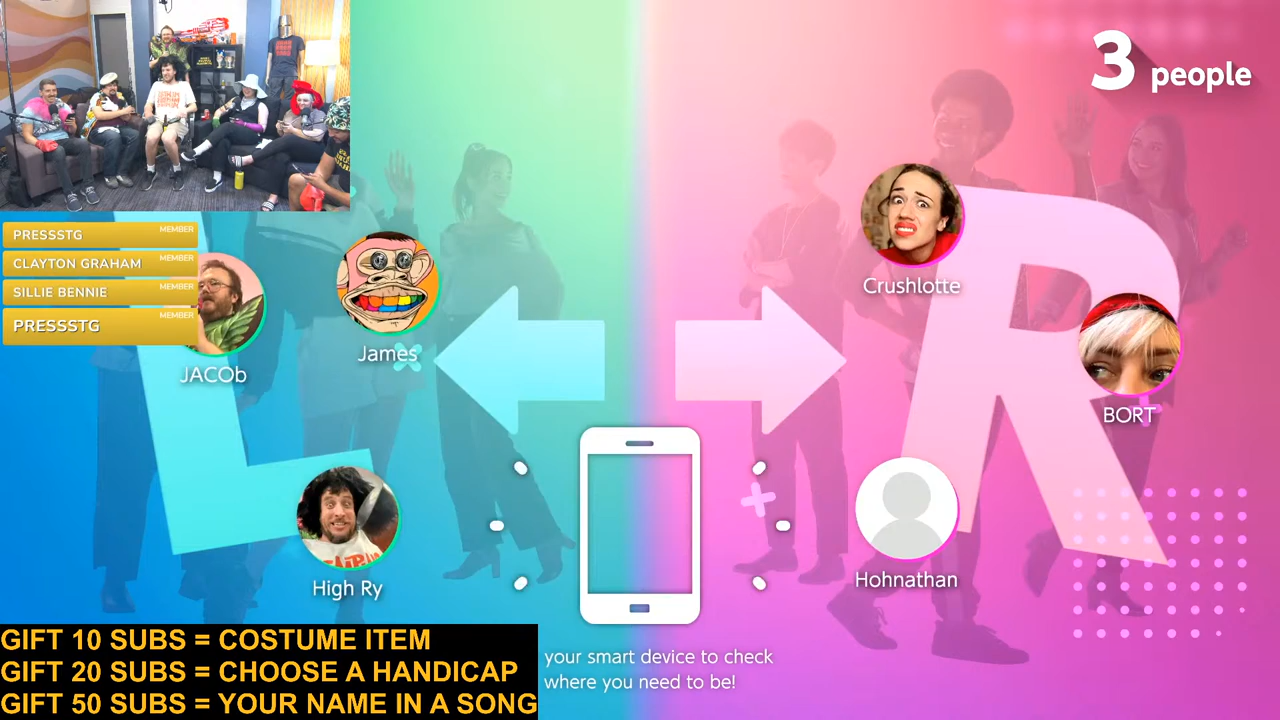 3 people
PRESSSTG
MEMBER
CLAYTON GRAHAM
MEMBER
SILLIE BENNIE
MEMBER
PRESSSTG
MEMBER
L
R
JACOb
James
High Ry
Crushlotte
BORT
Hohnathan
your smart device to check
where you need to be!
GIFT 10 SUBS = COSTUME ITEM
GIFT 20 SUBS = CHOOSE A HANDICAP
GIFT 50 SUBS = YOUR NAME IN A SONG